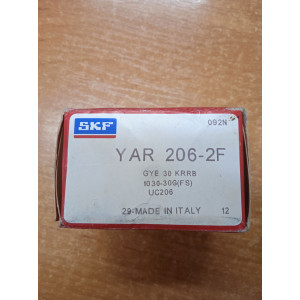 092N
SKF
YAR 206-2F
GYE 30 KRRB
1030-30G(FS)
UC206
29/MADE IN ITALY 12